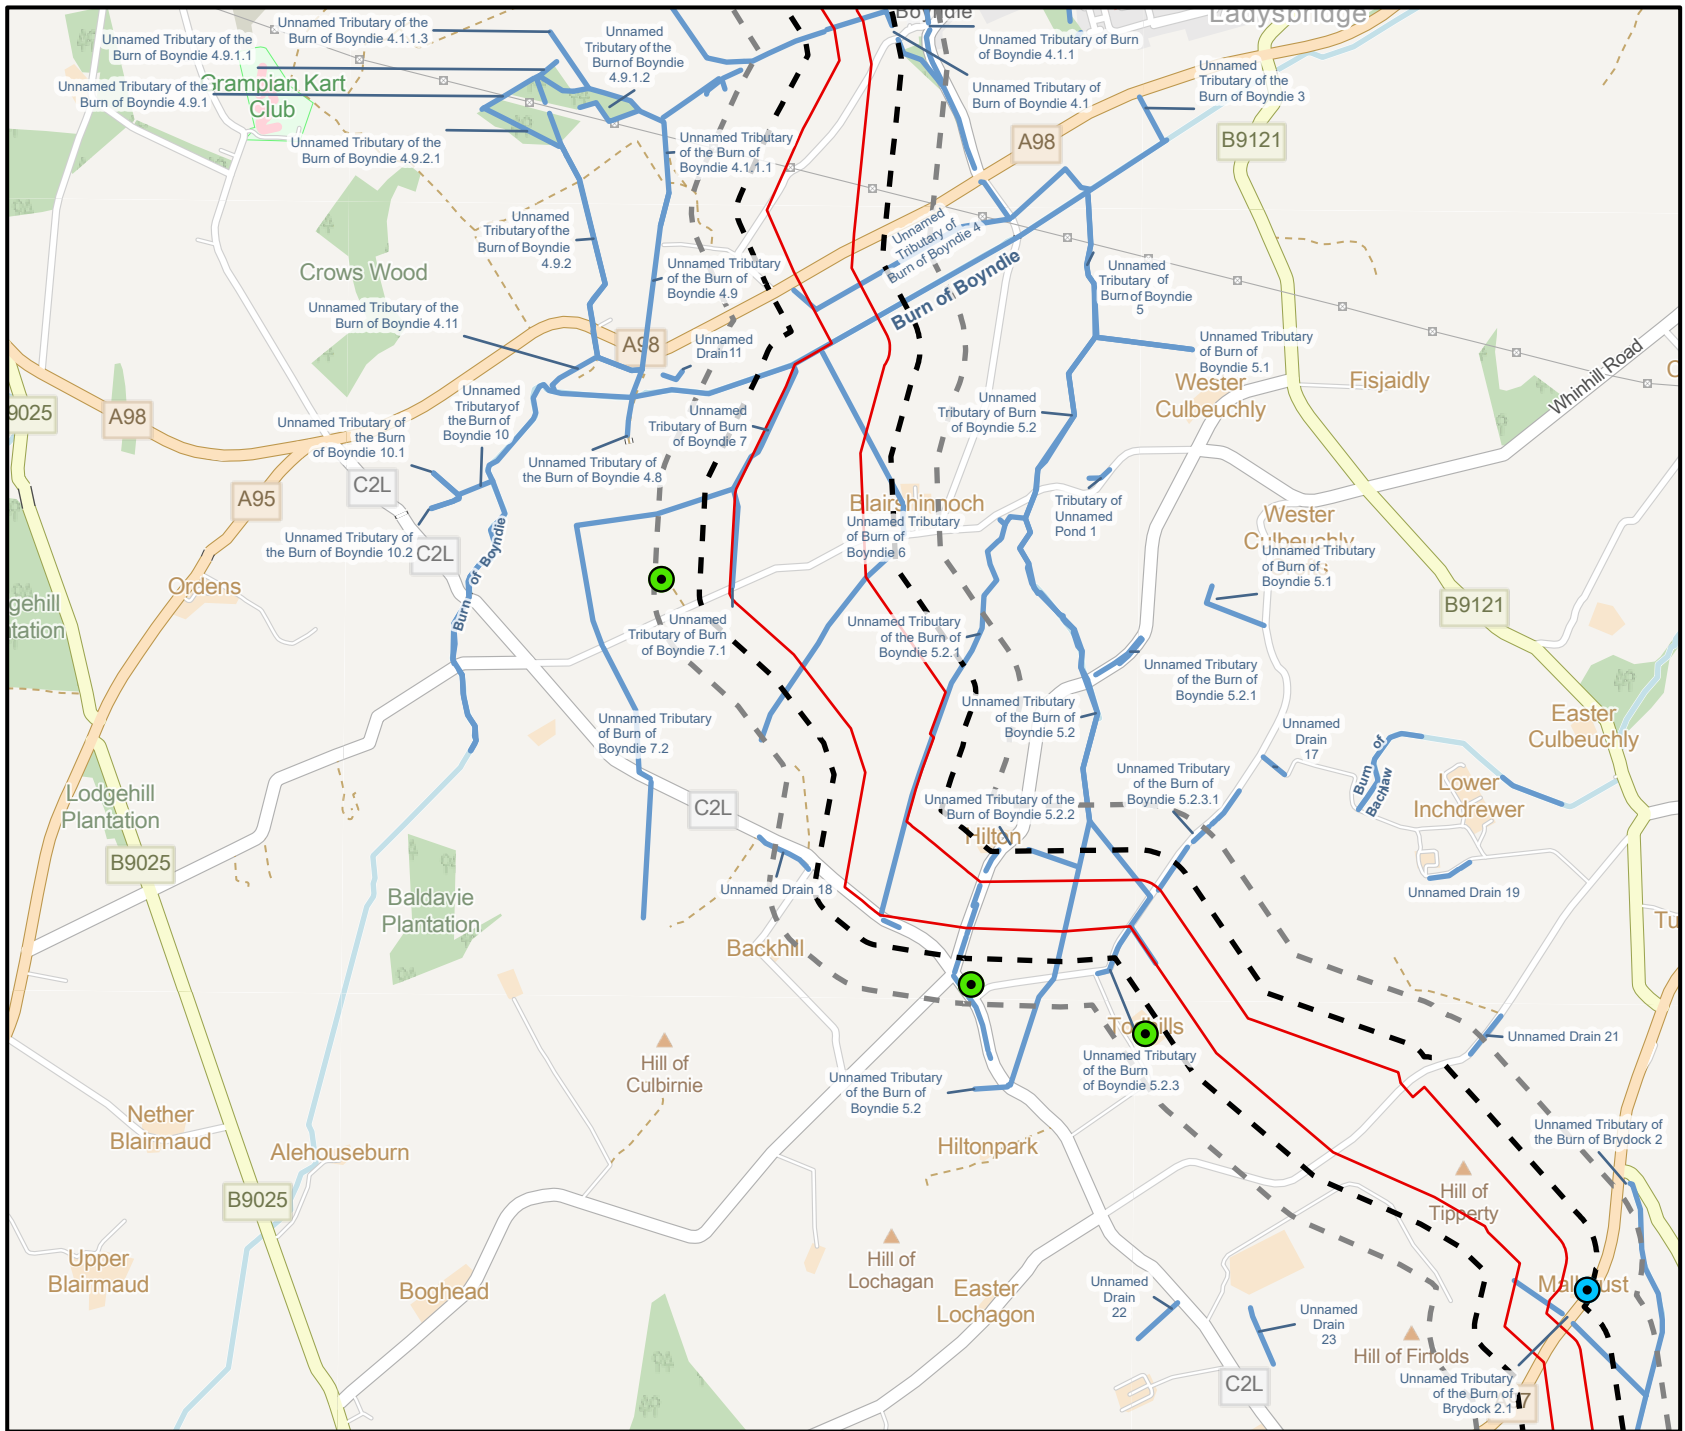 Unnamed Tributary of the
Burn of Boyndie 4.1.1.3
Unnamed Tributary of the
Burn of Boyndie 4.9.1.1
Unnamed Tributary of the
Burn of Boyndie 4.9.1
Grampian Kart
Club
Unnamed
Tributary of the
Burn of Boyndie
4.9.1.2
Boyndie
Ladysbridge
Unnamed Tributary of Burn
of Boyndie 4.1.1
Unnamed Tributary of
Burn of Boyndie 4.1
Unnamed
Tributary of the
Burn of Boyndie 3
A98
B9121
Unnamed Tributary of the
Burn of Boyndie 4.9.2.1
Unnamed Tributary
of the Burn of
Boyndie 4.1.1.1
Unnamed
Tributary of the
Burn of Boyndie
4.9.2
Crows Wood
Unnamed Tributary
of the Burn of
Boyndie 4.9
Unnamed
Tributary of
Burn of Boyndie 4
Burn of Boyndie
Unnamed
Tributary of
Burn of Boyndie
5
Unnamed Tributary of the
Burn of Boyndie 4.11
A98
Unnamed
Drain 11
Unnamed Tributary
of Burn of
Boyndie 5.1
Wester
Culbeuchly
Fisjaidly
Whinhill Road
C
9025
A98
Unnamed
Tributary of
the Burn of
Boyndie 10
Unnamed Tributary of
the Burn
of Boyndie 10.1
Unnamed
Tributary of Burn
of Boyndie 7
Unnamed
Tributary of Burn
of Boyndie 5.2
Unnamed Tributary of
the Burn of Boyndie 4.8
C2L
A95
Blairshinnoch
Tributary of
Unnamed
Pond 1
Unnamed Tributary
of Burn of
Boyndie 6
Wester
Culbeuchly
Unnamed Tributary
of Burn of
Boyndie 5.1
Unnamed Tributary of
the Burn of Boyndie 10.2
C2L
Burn of Boyndie
Ordens
gehill
tation
B9121
Unnamed
Tributary of Burn
of Boyndie 7.1
Unnamed Tributary
of the Burn of
Boyndie 5.2.1
Unnamed Tributary
of the Burn of
Boyndie 5.2.1
Unnamed Tributary
of Burn of
Boyndie 7.2
Unnamed Tributary
of the Burn of
Boyndie 5.2
Unnamed
Drain
17
Easter
Culbeuchly
Burn of
Backlaw
Lower
Inchdrewer
Unnamed Tributary
of the Burn of
Boyndie 5.2.3.1
Lodgehill
Plantation
C2L
Unnamed Tributary of the
Burn of Boyndie 5.2.2
Hilton
B9025
Baldavie
Plantation
Unnamed Drain 18
Unnamed Drain 19
Tu
Backhill
Todhills
Unnamed Drain 21
Hill of
Culbirnie
Unnamed Tributary
of the Burn
of Boyndie 5.2.3
Unnamed Tributary
of the Burn of
Boyndie 5.2
Nether
Blairmaud
Alehouseburn
Hiltonpark
Unnamed Tributary of
the Burn of Brydock 2
B9025
Hill of
Tipperty
Upper
Blairmaud
Boghead
Hill of
Lochagan
Easter
Lochagon
Unnamed
Drain
22
Unnamed
Drain
23
Hill of Finolds
C2L
Unnamed Tributary
of the Burn of
Brydock 2.1
7